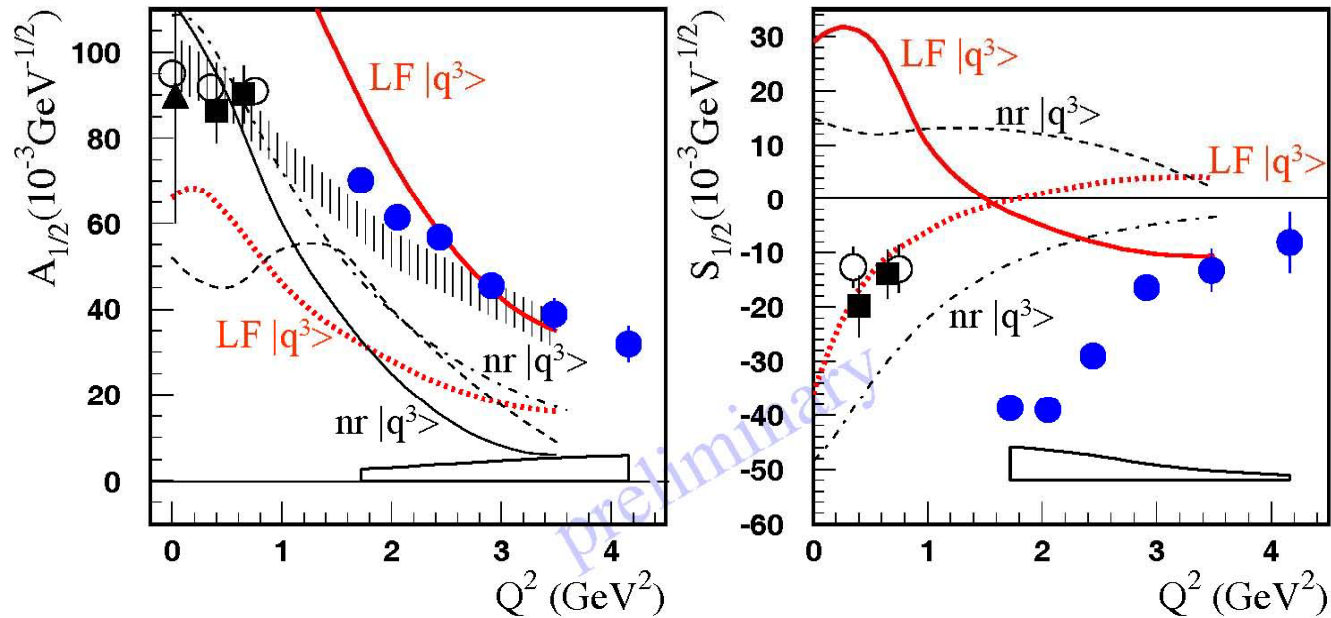 A1/2(10-3GeV-1/2)
100
80
60
40
20
0
LF |q3>
LF |q3>
nr |q3>
nr |q3>
0 1 2 3 4
Q2 (GeV2)
S1/2(10-3GeV-1/2)
30
20
10
0
-10
-20
-30
-40
-50
-60
LF |q3>
nr |q3>
LF |q3>
nr |q3>
0 1 2 3 4
Q2 (GeV2)
preliminary